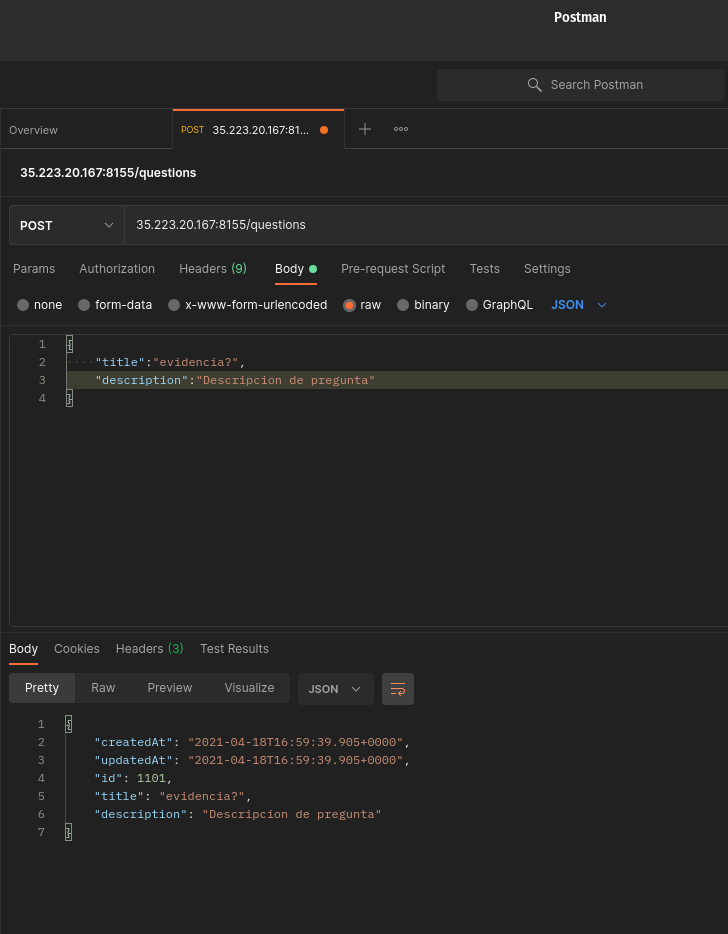 Postman
Search Postman
Overview
POST 35.223.20.167:81...
35.223.20.167:8155/questions
POST 35.223.20.167:8155/questions
Params Authorization Headers (9) Body Pre-request Script Tests Settings
none form-data x-www-form-urlencoded raw binary GraphQL JSON
1 {
2 ····"title":"evidencia?",
3 ····"description":"Descripcion de pregunta"
4 }
Body Cookies Headers (3) Test Results
Pretty Raw Preview Visualize JSON
1 {
2 "createdAt": "2021-04-18T16:59:39.905+0000",
3 "updatedAt": "2021-04-18T16:59:39.905+0000",
4 "id": 1101,
5 "title": "evidencia?",
6 "description": "Descripcion de pregunta"
7 }